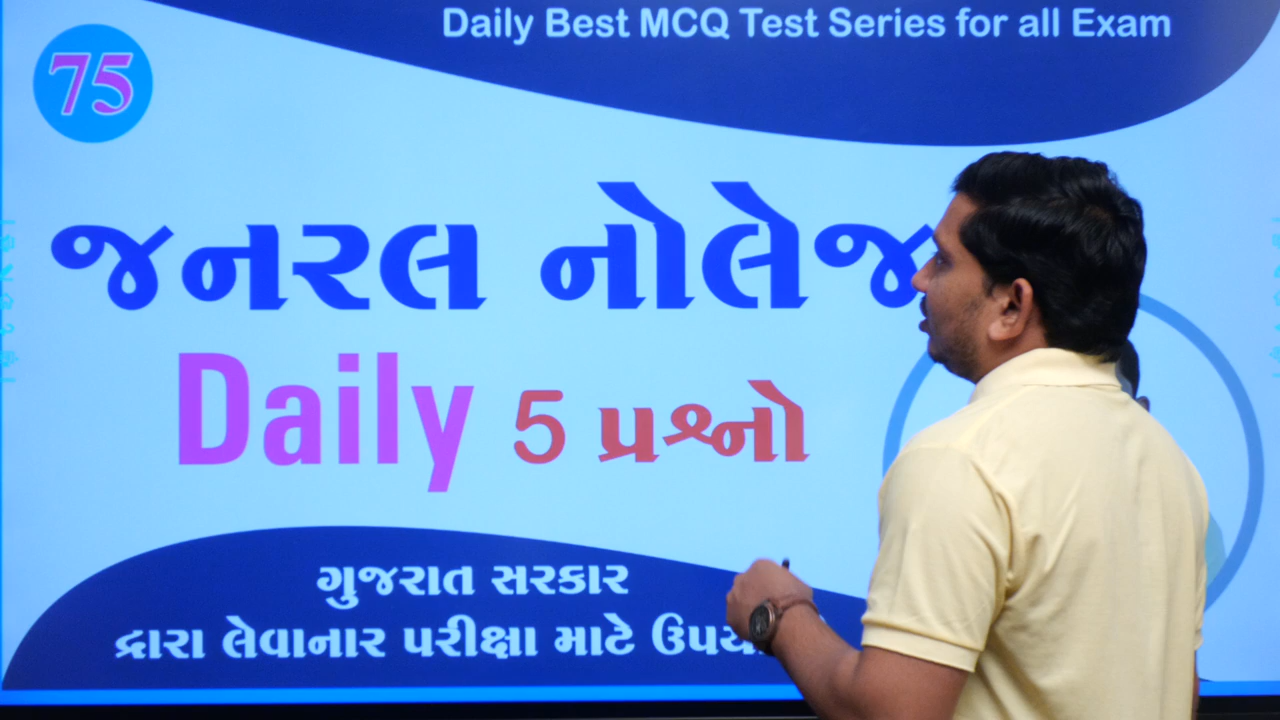 Daily Best MCQ Test Series for all Exam
75
જનરલ નોલેજ
Daily 5 પ્રશ્નો
ગુજરાત સરકાર
દ્વારા લેવાનાર પરીક્ષા માટે